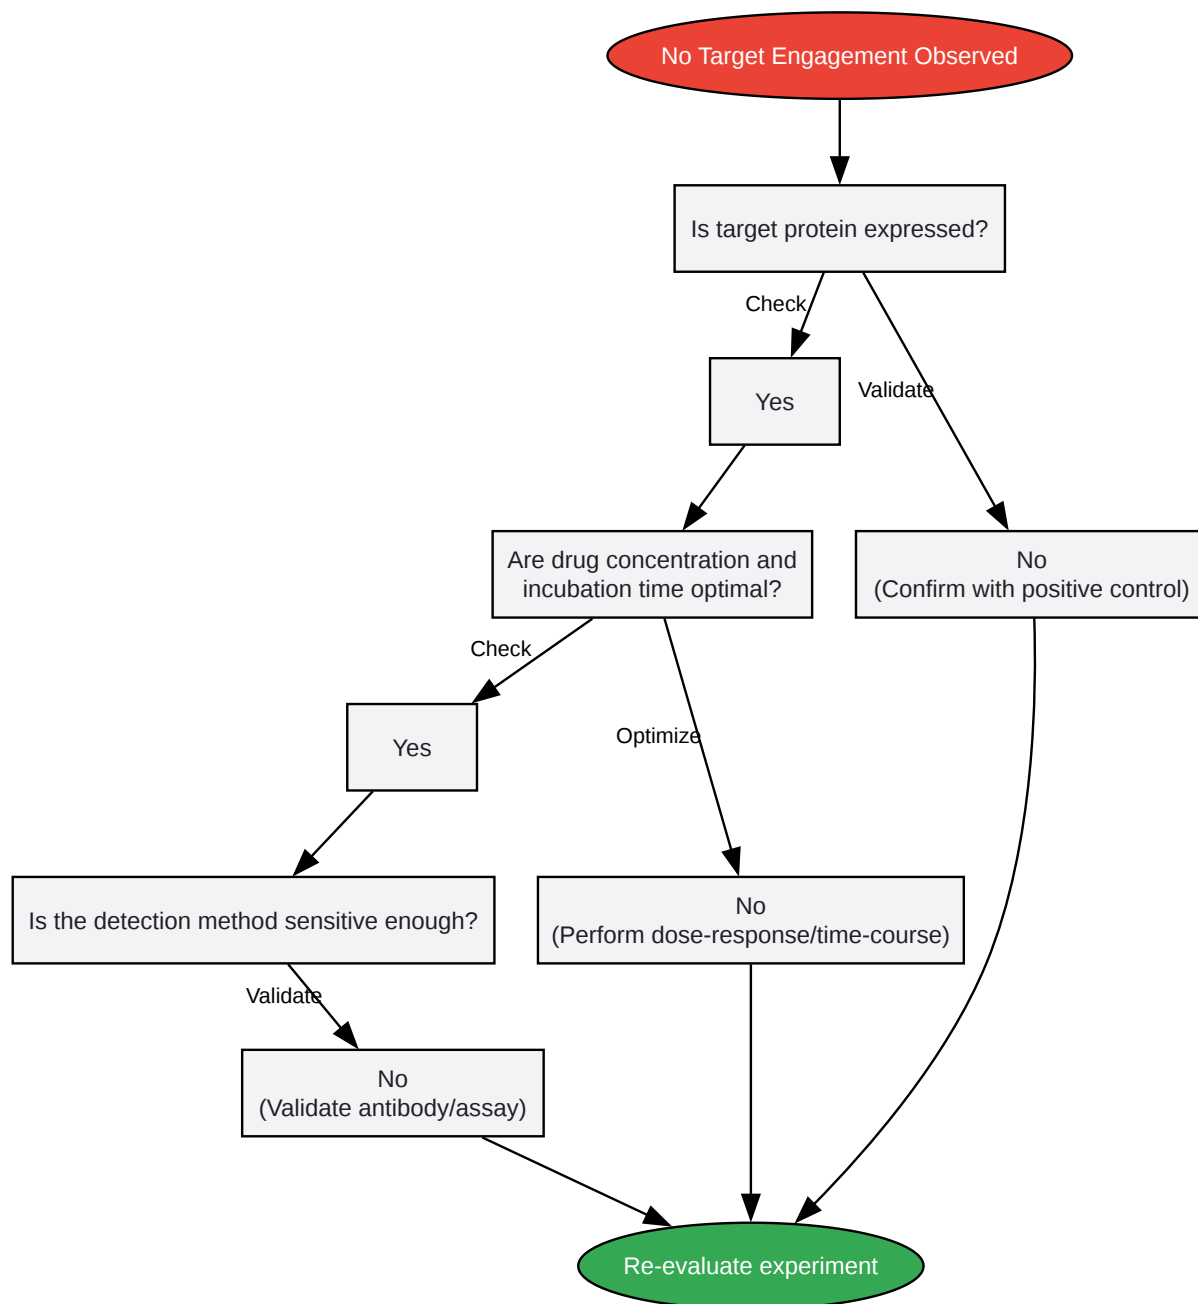 No Target Engagement Observed
Is target protein expressed?
Check
Yes
Validate
Are drug concentration and
incubation time optimal?
No
(Confirm with positive control)
Check
Yes
Optimize
Is the detection method sensitive enough?
No
(Perform dose-response/time-course)
Validate
No
(Validate antibody/assay)
Re-evaluate experiment